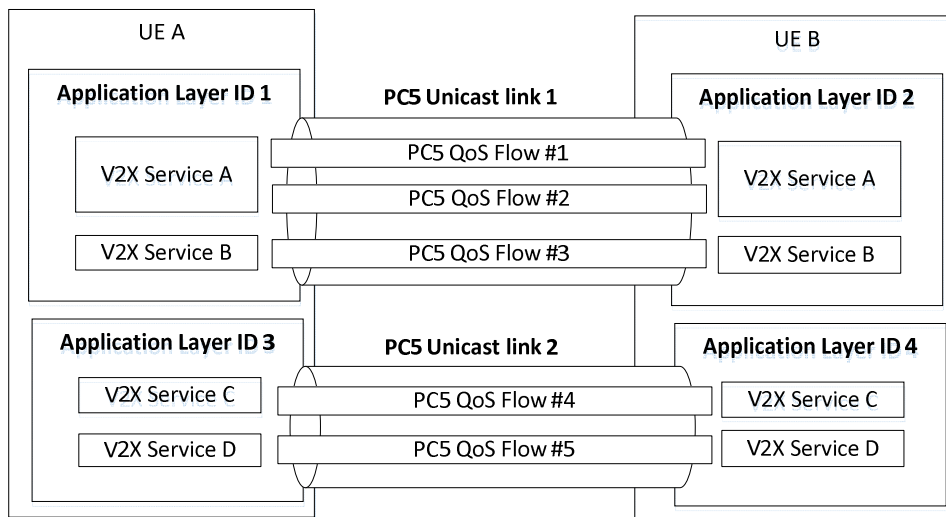 UE A
UE B
Application Layer ID 1
PC5 Unicast link 1
Application Layer ID 2
V2X Service A
PC5 QoS Flow #1
V2X Service A
PC5 QoS Flow #2
V2X Service B
PC5 QoS Flow #3
V2X Service B
Application Layer ID 3
PC5 Unicast link 2
Application Layer ID 4
V2X Service C
PC5 QoS Flow #4
V2X Service C
V2X Service D
PC5 QoS Flow #5
V2X Service D